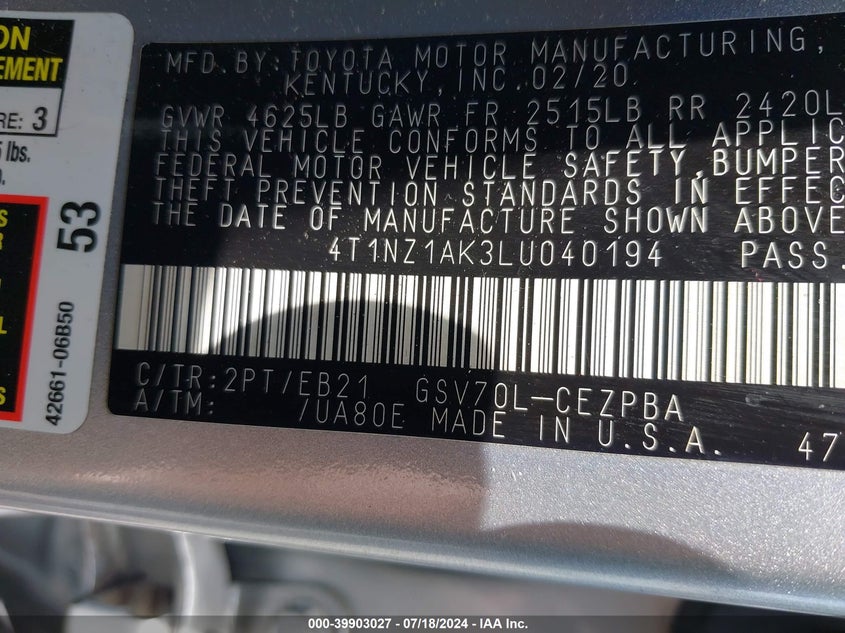 ON
EMENT
RE: 3
5 lbs.
S
R
L
53
42661-06B50
MFD.BY:TOYOTA MOTOR MANUFACTURING,
KENTUCKY,INC.02/20
GVWR 4625LB GAWR FR 2515LB RR 2420L
THIS VEHICLE CONFORMS TO ALL APPLIC
FEDERAL MOTOR VEHICLE SAFETY,BUMPER
THEFT PREVENTION STANDARDS IN EFFEC
THE DATE OF MANUFACTURE SHOWN ABOVE
4T1NZ1AK3LU040194 PASS.
C/TR:2PT/EB21 GSV70L-CEZPBA
A/TM: /UA80E MADE IN U.S.A. 47
000-39903027 / 07/18/2024 - IAA Inc.